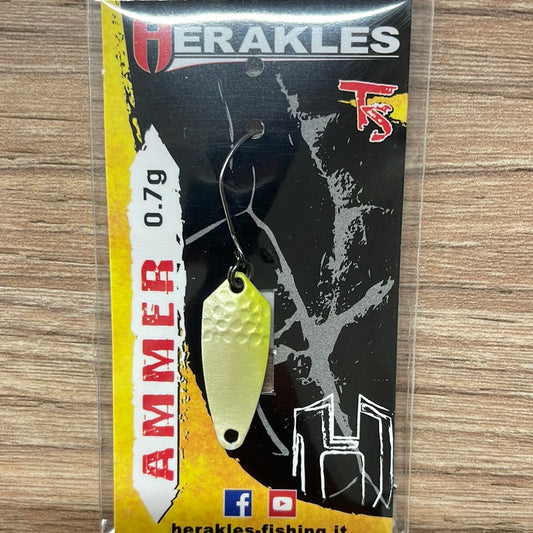 HERAKLES
TS
AMMER 0.7g
herakles-fishing.it